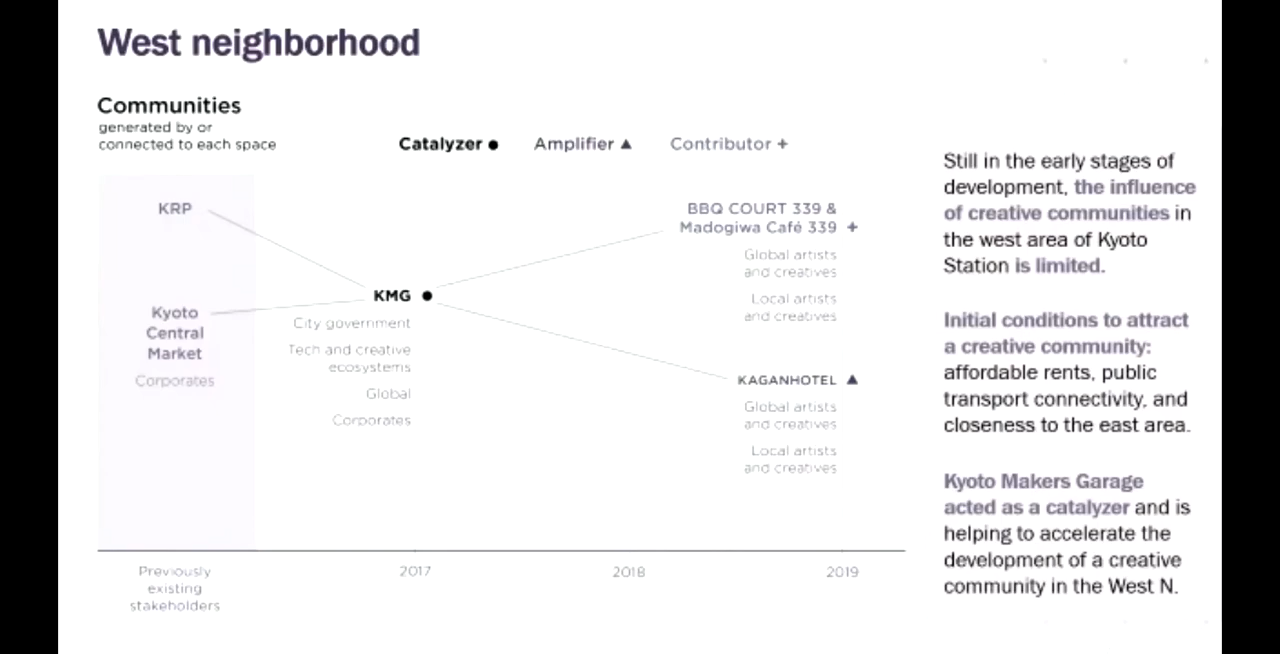 West neighborhood
Communities
generated by or
connected to each space
Catalyzer ●
Amplifier ▲
Contributor +
KRP
Kyoto
Central
Market
Corporates
KMG ●
City government
Tech and creative
ecosystems
Global
Corporates
BBQ COURT 339 &
Madogiwa Café 339 +
Global artists
and creatives
Local artists
and creatives
KAGANHOTEL ▲
Global artists
and creatives
Local artists
and creatives
Previously
existing
stakeholders
2017
2018
2019
Still in the early stages of
development, the influence
of creative communities in
the west area of Kyoto
Station is limited.
Initial conditions to attract
a creative community:
affordable rents, public
transport connectivity, and
closeness to the east area.
Kyoto Makers Garage
acted as a catalyzer and is
helping to accelerate the
development of a creative
community in the West N.